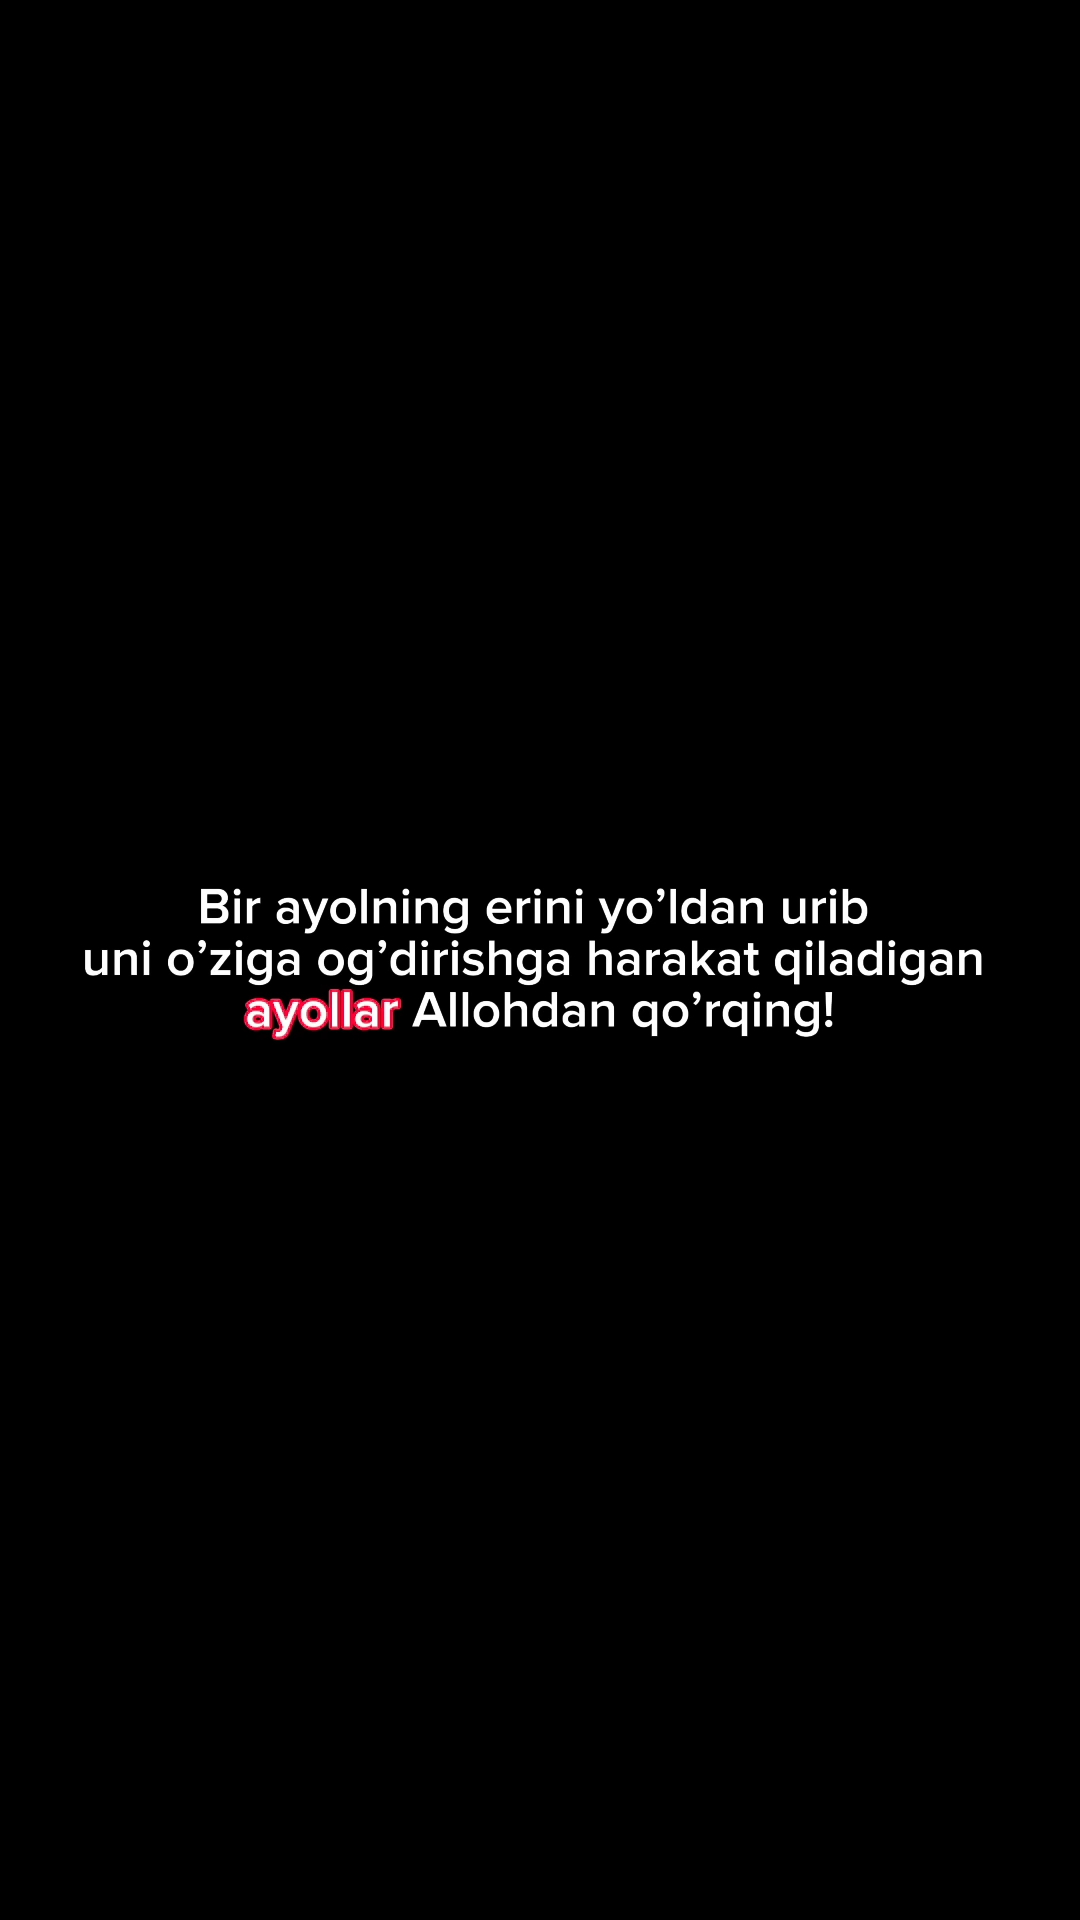 Bir ayolning erini yo’ldan urib
uni o’ziga og’dirishga harakat qiladigan
ayollar Allohdan qo’rqing!